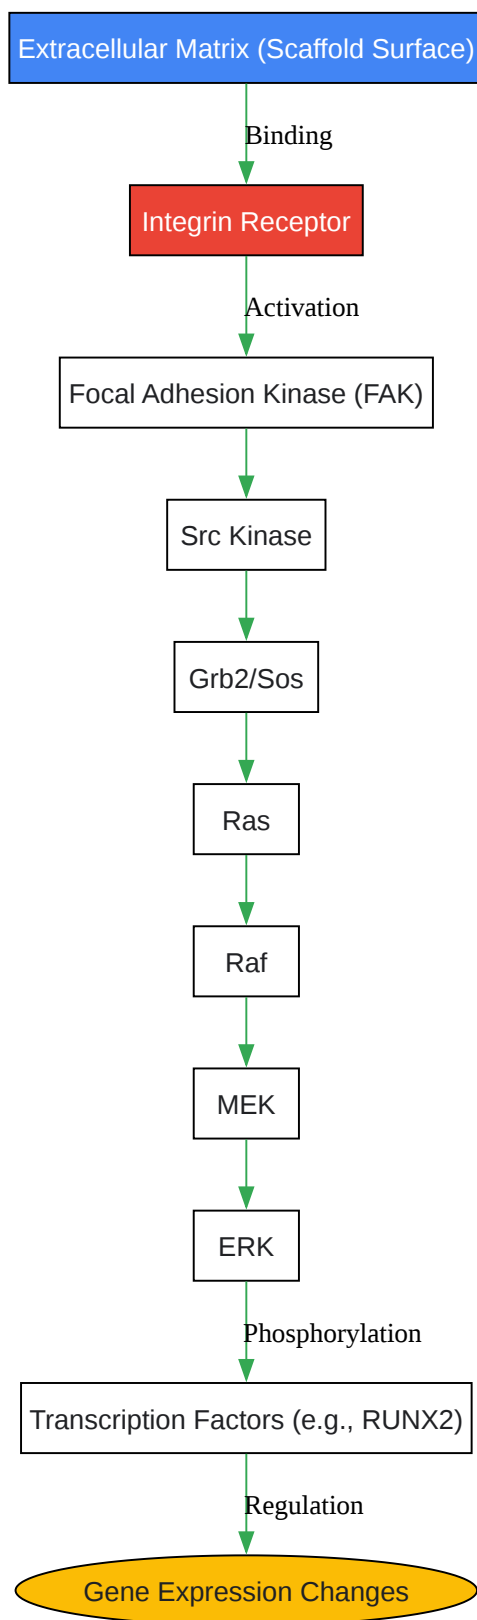 Extracellular Matrix (Scaffold Surface)
Binding
Integrin Receptor
Activation
Focal Adhesion Kinase (FAK)
Src Kinase
Grb2/Sos
Ras
Raf
MEK
ERK
Phosphorylation
Transcription Factors (e.g., RUNX2)
Regulation
Gene Expression Changes